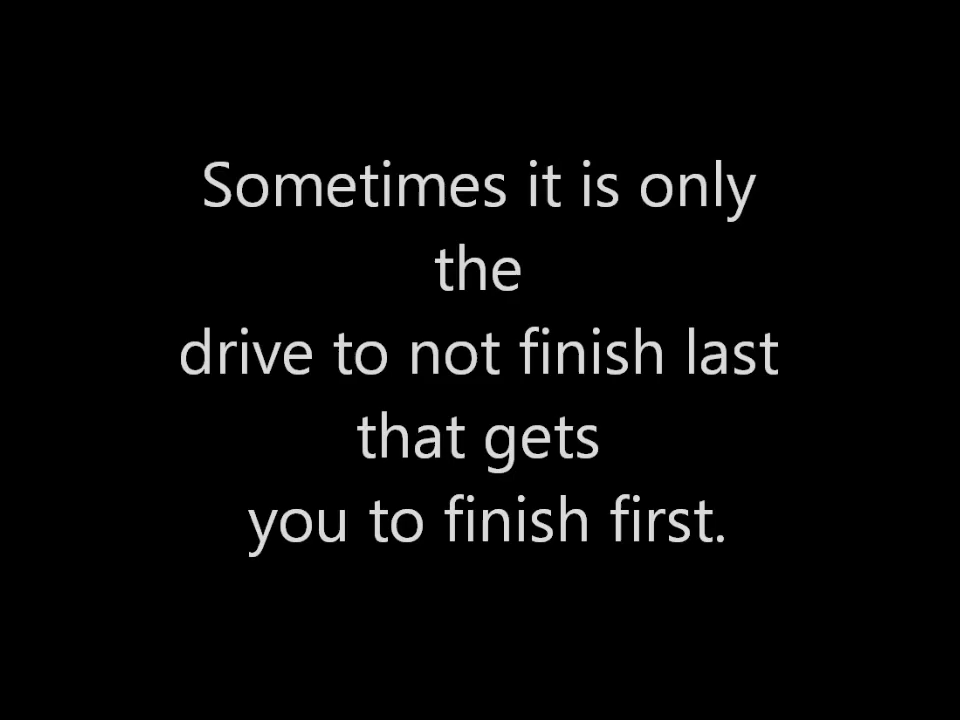 Sometimes it is only
the
drive to not finish last
that gets
you to finish first.